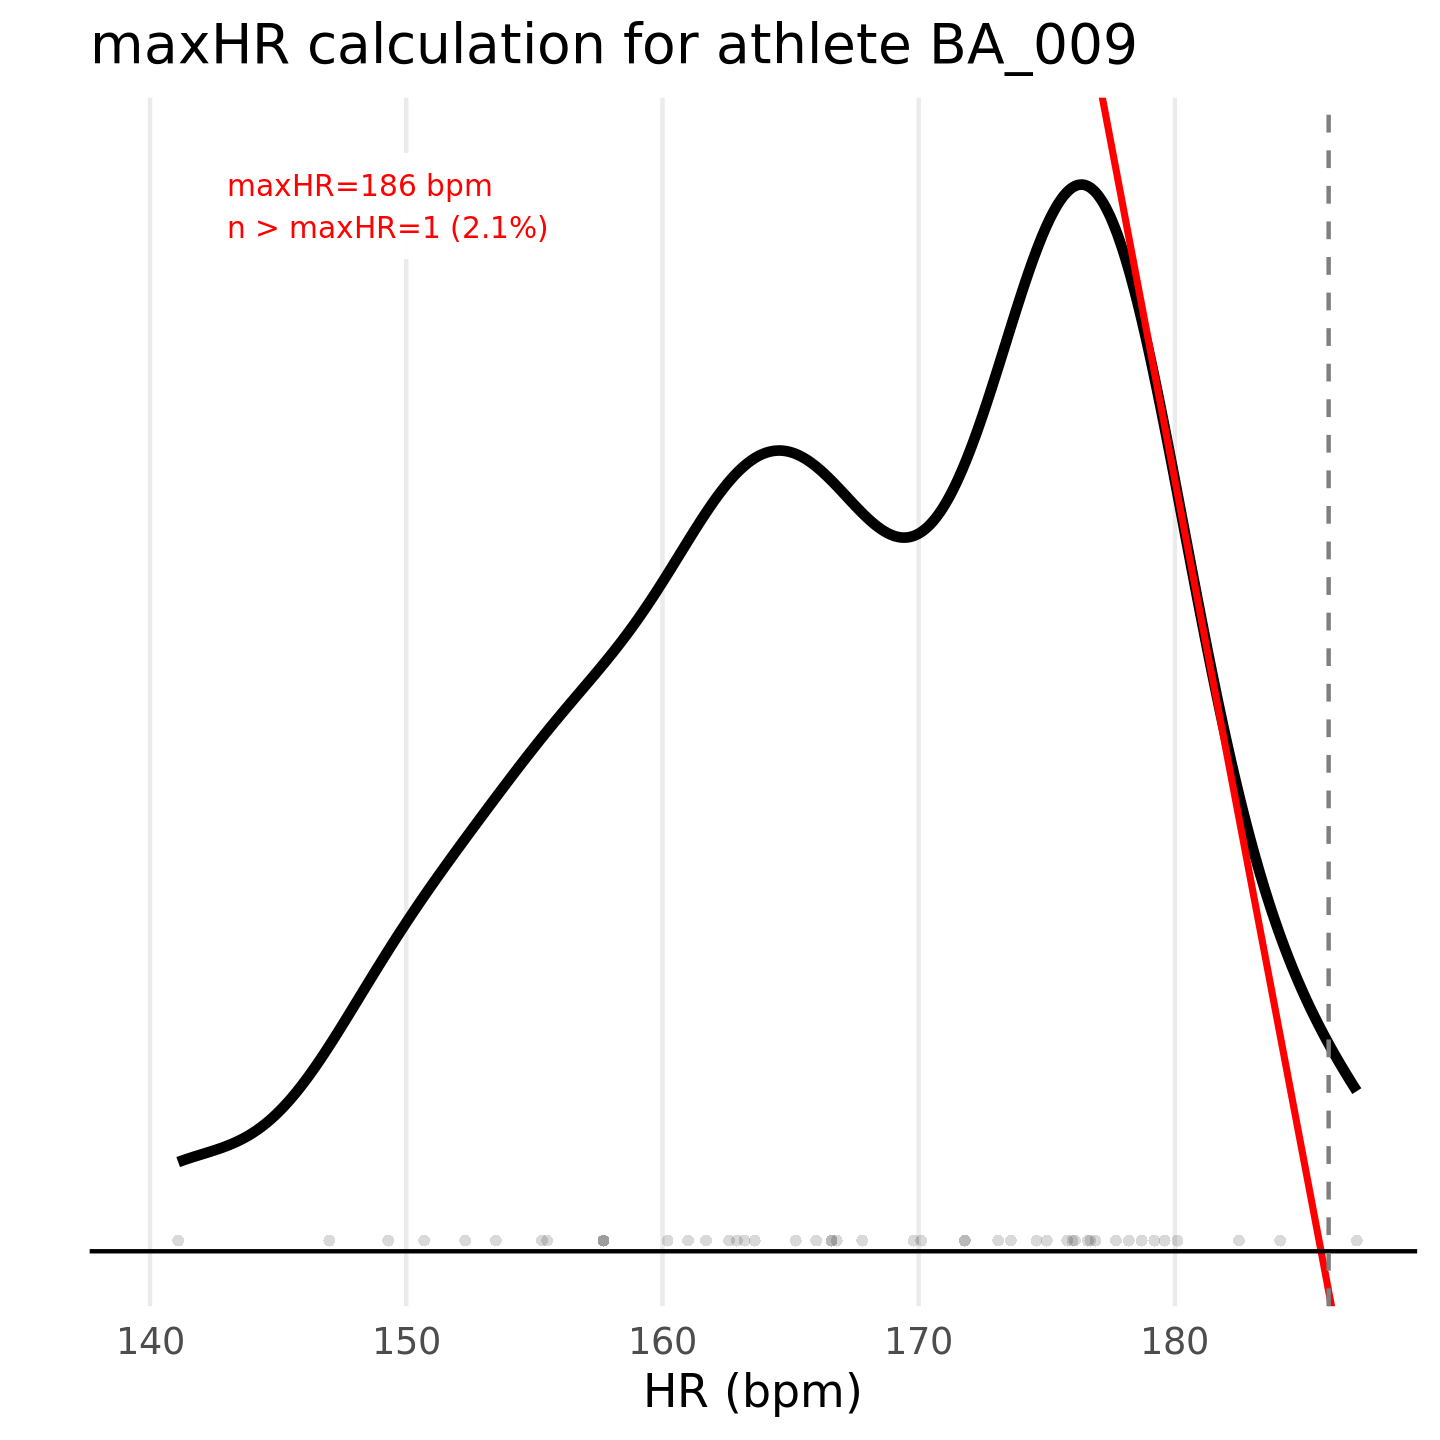 maxHR calculation for athlete BA_009
maxHR=186 bpm
n > maxHR=1 (2.1%)
140 150 160 170 180
HR (bpm)